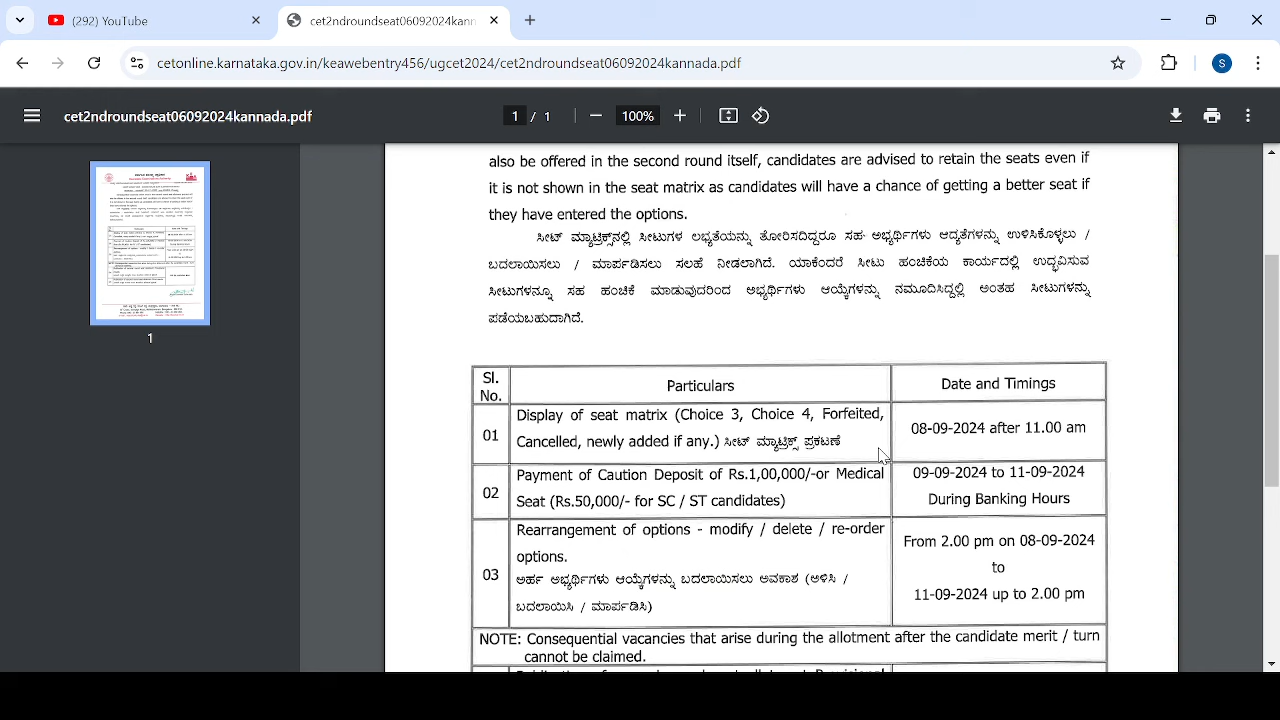 (292) YouTube
cet2ndroundseat06092024kann
cetonline.karnataka.gov.in/keawebentry456/ugcet2024/cet2ndroundseat06092024kannada.pdf
S
cet2ndroundseat06092024kannada.pdf
1 / 1
100%
1
also be offered in the second round itself, candidates are advised to retain the seats even if
it is not shown in the seat matrix as candidates will have a chance of getting a better seat if
they have entered the options.
ಸೀಟ್ ಮ್ಯಾಟ್ರಿಕ್ಸ್‌ನಲ್ಲಿ ಸೀಟುಗಳ ಲಭ್ಯತೆಯನ್ನು ತೋರಿಸದಿದ್ದರೂ ಸಹ ಅಭ್ಯರ್ಥಿಗಳು ಆದ್ಯತೆಗಳನ್ನು ಉಳಿಸಿಕೊಳ್ಳಲು /
ಬದಲಾಯಿಸಲು / ಮಾರ್ಪಡಿಸಲು ಸಲಹೆ ನೀಡಲಾಗಿದೆ. ಯಾಕೆಂದರೆ ಸೀಟು ಹಂಚಿಕೆಯ ಕಾರ್ಯದಲ್ಲಿ ಉದ್ಭವಿಸುವ
ಸೀಟುಗಳನ್ನೂ ಸಹ ಹಂಚಿಕೆ ಮಾಡುವುದರಿಂದ ಅಭ್ಯರ್ಥಿಗಳು ಆಯ್ಕೆಗಳನ್ನು ನಮೂದಿಸಿದ್ದಲ್ಲಿ ಅಂತಹ ಸೀಟುಗಳನ್ನು
ಪಡೆಯಬಹುದಾಗಿದೆ.
Sl. No.
Particulars
Date and Timings
01
Display of seat matrix (Choice 3, Choice 4, Forfeited,
Cancelled, newly added if any.) ಸೀಟ್ ಮ್ಯಾಟ್ರಿಕ್ಸ್ ಪ್ರಕಟಣೆ
08-09-2024 after 11.00 am
02
Payment of Caution Deposit of Rs.1,00,000/-or Medical
Seat (Rs.50,000/- for SC / ST candidates)
09-09-2024 to 11-09-2024
During Banking Hours
03
Rearrangement of options - modify / delete / re-order
options.
ಅರ್ಹ ಅಭ್ಯರ್ಥಿಗಳು ಆಯ್ಕೆಗಳನ್ನು ಬದಲಾಯಿಸಲು ಅವಕಾಶ (ಅಳಿಸಿ /
ಬದಲಾಯಿಸಿ / ಮಾರ್ಪಡಿಸಿ)
From 2.00 pm on 08-09-2024
to
11-09-2024 up to 2.00 pm
NOTE: Consequential vacancies that arise during the allotment after the candidate merit / turn
cannot be claimed.